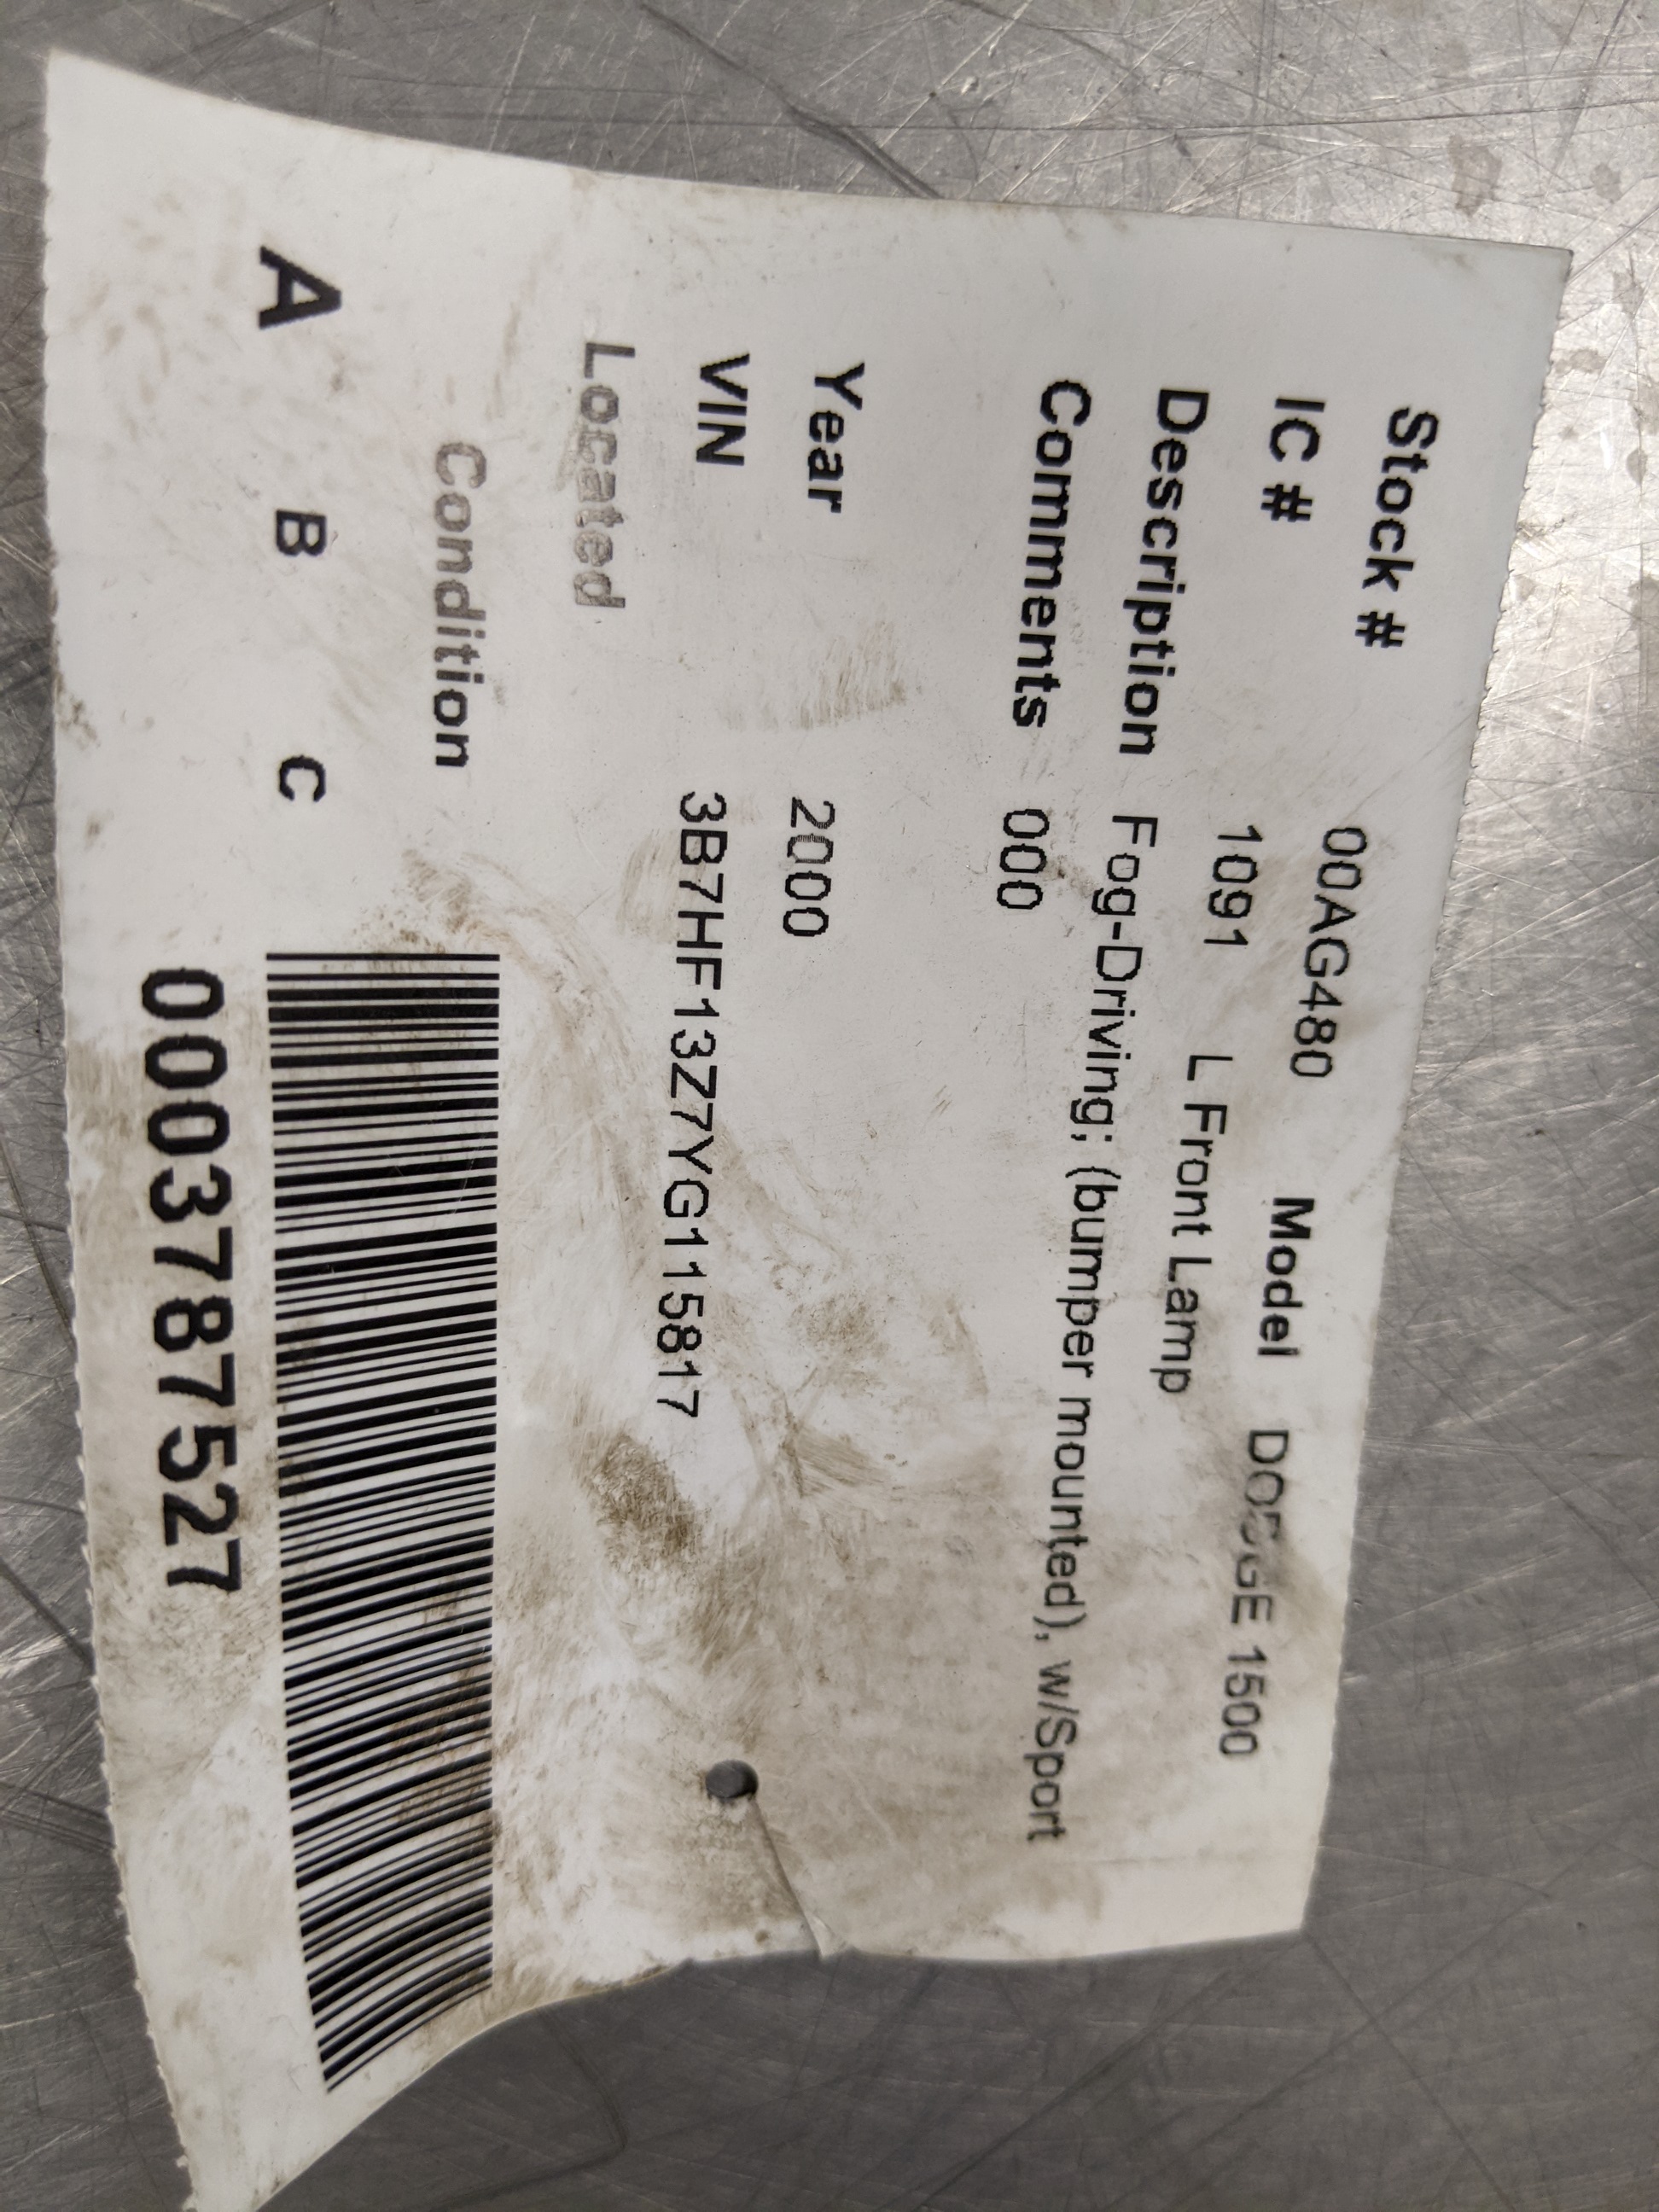 Stock # 00AG480 Model DODGE 1500
IC # 1091 L Front Lamp
Description Fog-Driving; (bumper mounted), w/Sport
Comments 000
Year 2000
VIN 3B7HF13Z7YG115817
Located
Condition
A B C
0003787527